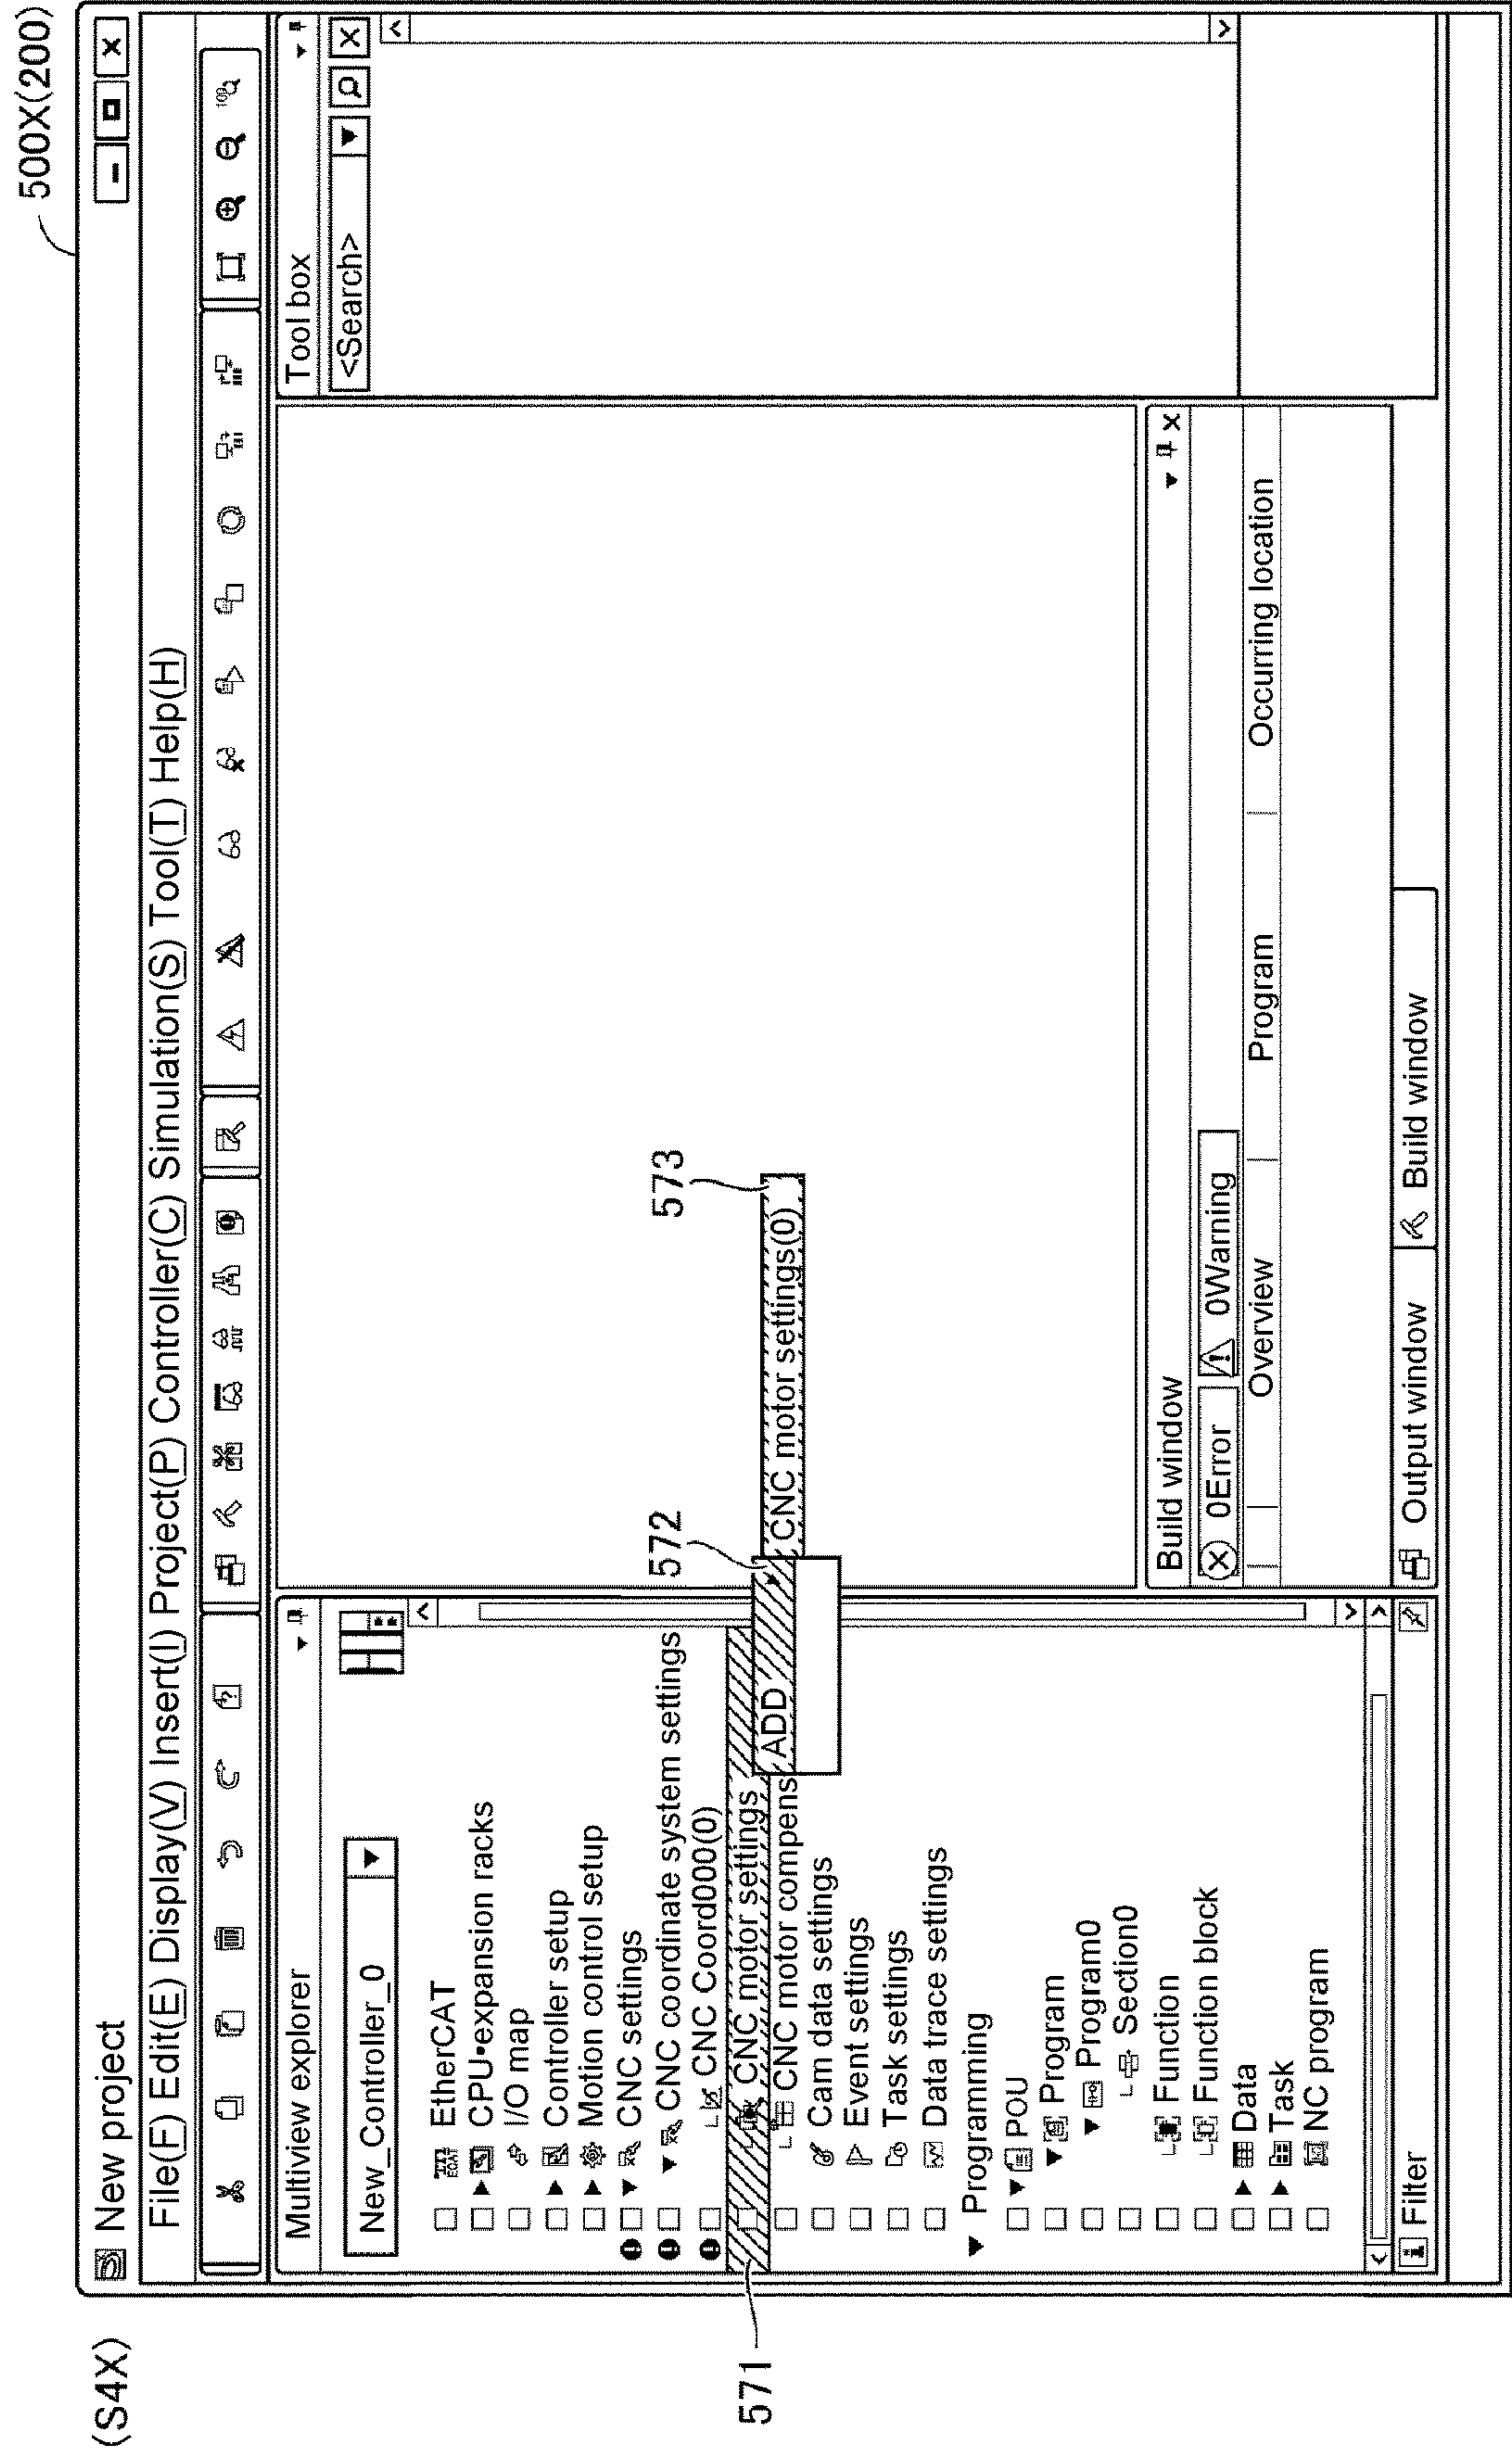 (S4X)
500X(200)
New project
File(F) Edit(E) Display(V) Insert(I) Project(P) Controller(C) Simulation(S) Tool(T) Help(H)
Multiview explorer
New_Controller_0
EtherCAT
CPU•expansion racks
I/O map
Controller setup
Motion control setup
CNC settings
CNC coordinate system settings
CNC Coord000(0)
571
CNC motor settings
CNC motor compens
Cam data settings
Event settings
Task settings
Data trace settings
Programming
POU
Program
Program0
Section0
Function
Function block
Data
Task
NC program
Filter
572
ADD
573
CNC motor settings(0)
Build window
0Error
0Warning
Overview
Program
Occurring location
Output window
Build window
Tool box
<Search>